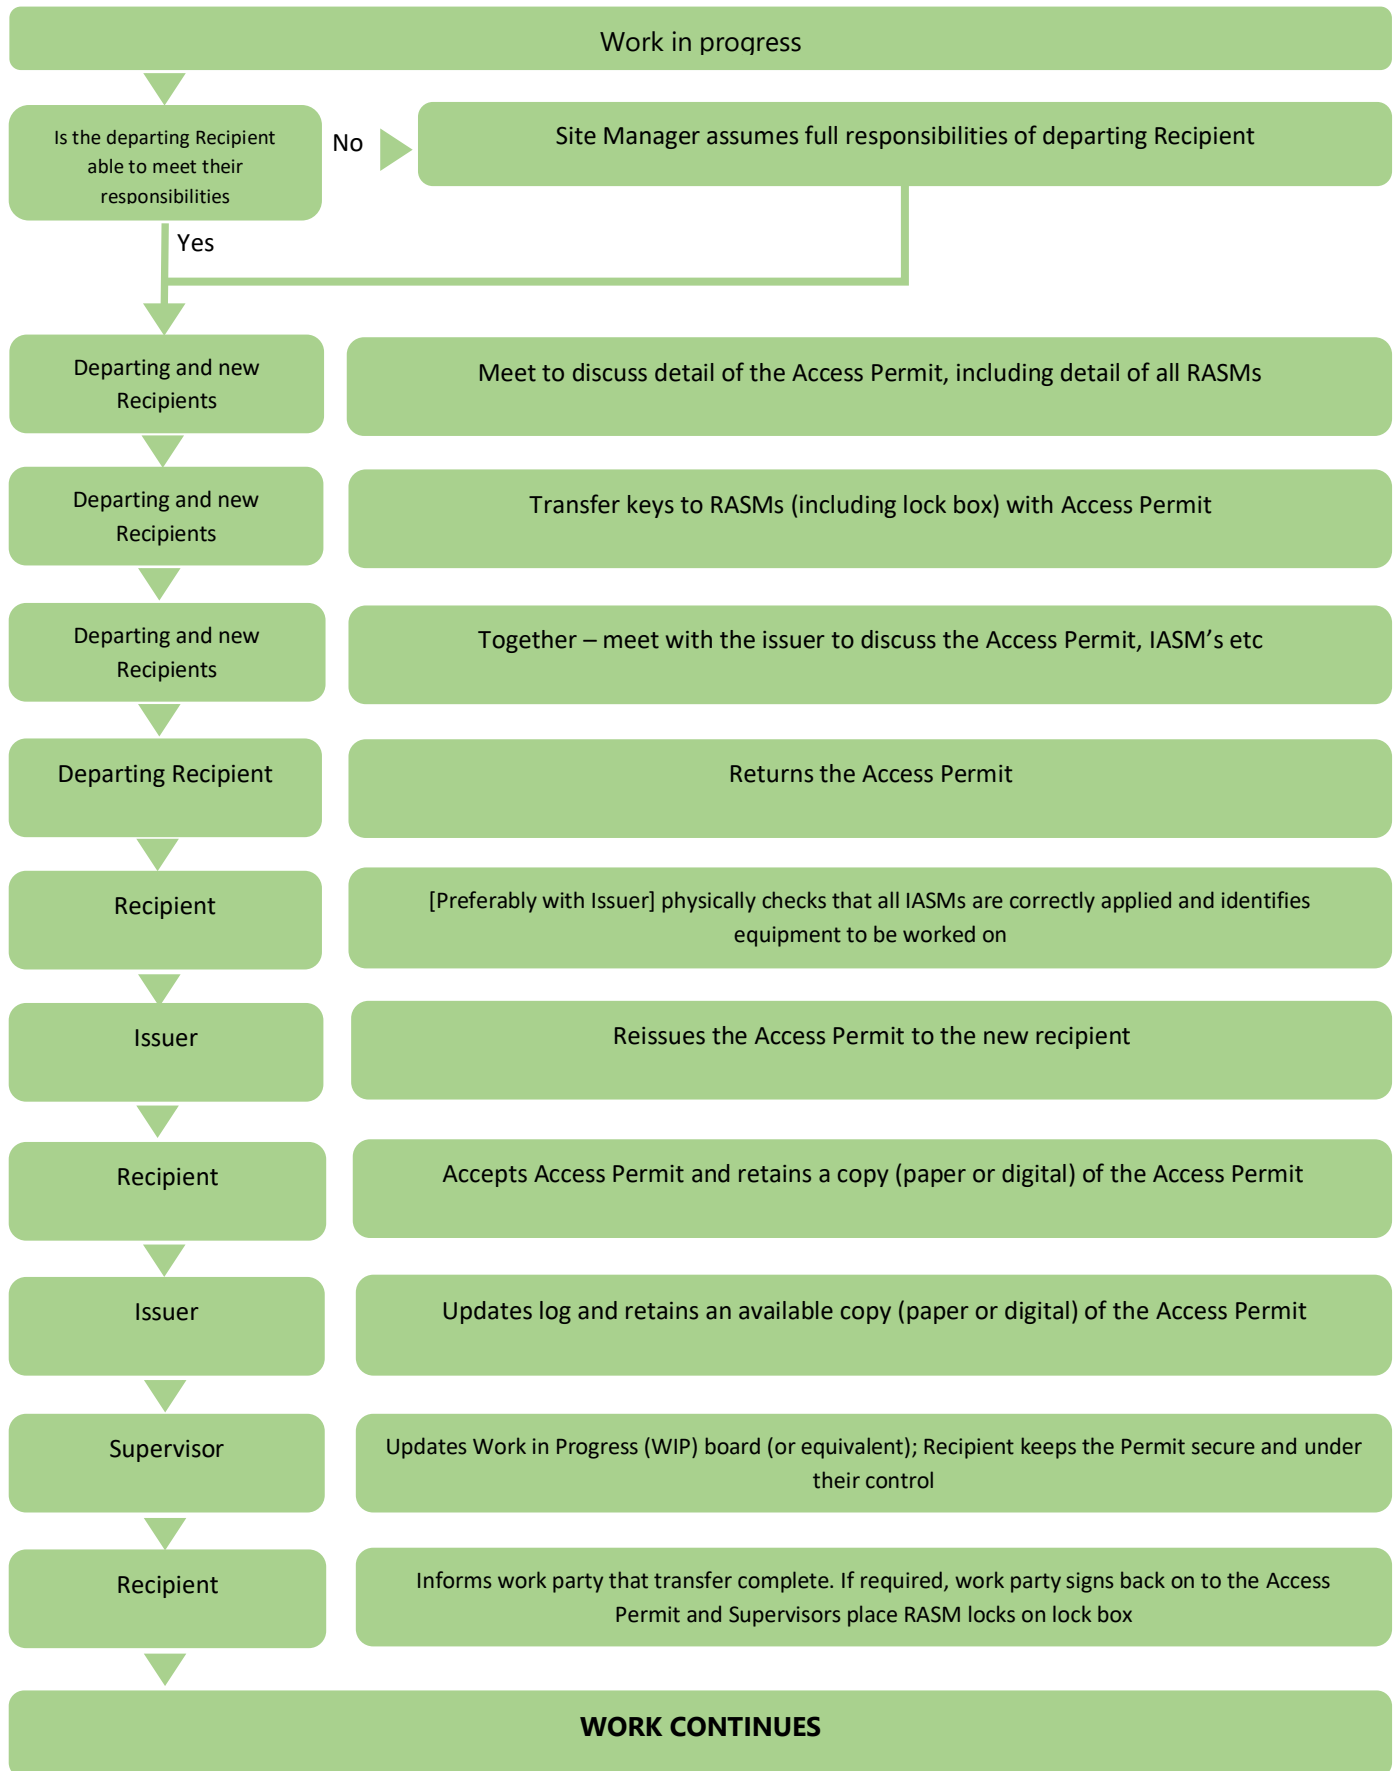 Work in progress
Is the departing Recipient
able to meet their
responsibilities
No
Site Manager assumes full responsibilities of departing Recipient
Yes
Departing and new
Recipients
Meet to discuss detail of the Access Permit, including detail of all RASMs
Departing and new
Recipients
Transfer keys to RASMs (including lock box) with Access Permit
Departing and new
Recipients
Together – meet with the issuer to discuss the Access Permit, IASM’s etc
Departing Recipient
Returns the Access Permit
Recipient
[Preferably with Issuer] physically checks that all IASMs are correctly applied and identifies
equipment to be worked on
Issuer
Reissues the Access Permit to the new recipient
Recipient
Accepts Access Permit and retains a copy (paper or digital) of the Access Permit
Issuer
Updates log and retains an available copy (paper or digital) of the Access Permit
Supervisor
Updates Work in Progress (WIP) board (or equivalent); Recipient keeps the Permit secure and under
their control
Recipient
Informs work party that transfer complete. If required, work party signs back on to the Access
Permit and Supervisors place RASM locks on lock box
WORK CONTINUES